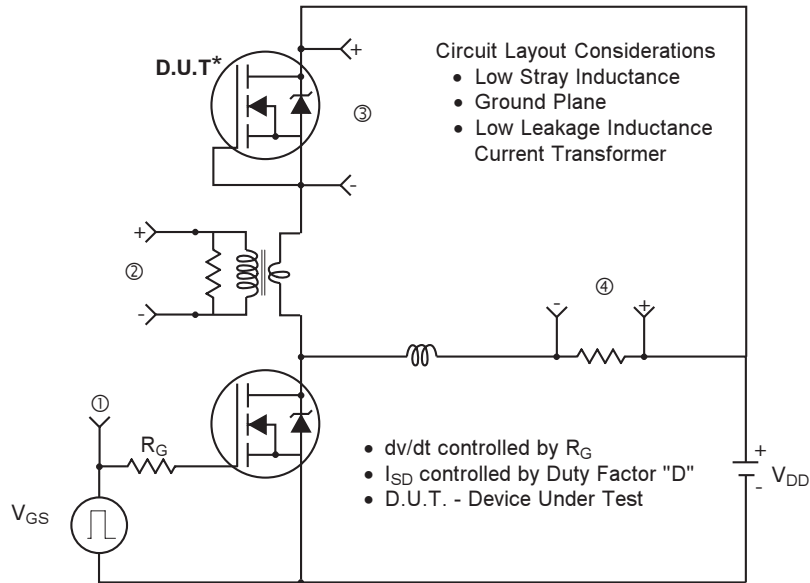 D.U.T*
+
Circuit Layout Considerations
• Low Stray Inductance
• Ground Plane
• Low Leakage Inductance
Current Transformer
③
-
+
②
-
④
-
+
①
R_G
V_GS
• dv/dt controlled by R_G
• I_SD controlled by Duty Factor "D"
• D.U.T. - Device Under Test
+
-
V_DD